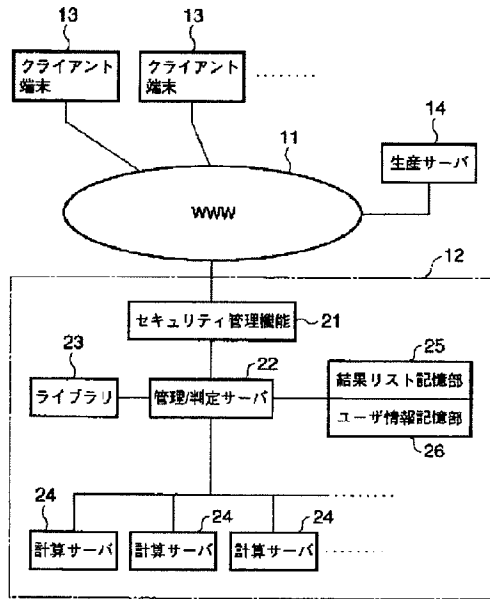 13
13
クライアント
端末
クライアント
端末
14
11
生産サーバ
WWW
12
セキュリティ管理機能
21
23
22
25
ライブラリ
管理/判定サーバ
結果リスト記憶部
ユーザ情報記憶部
26
24
24
24
計算サーバ
計算サーバ
計算サーバ